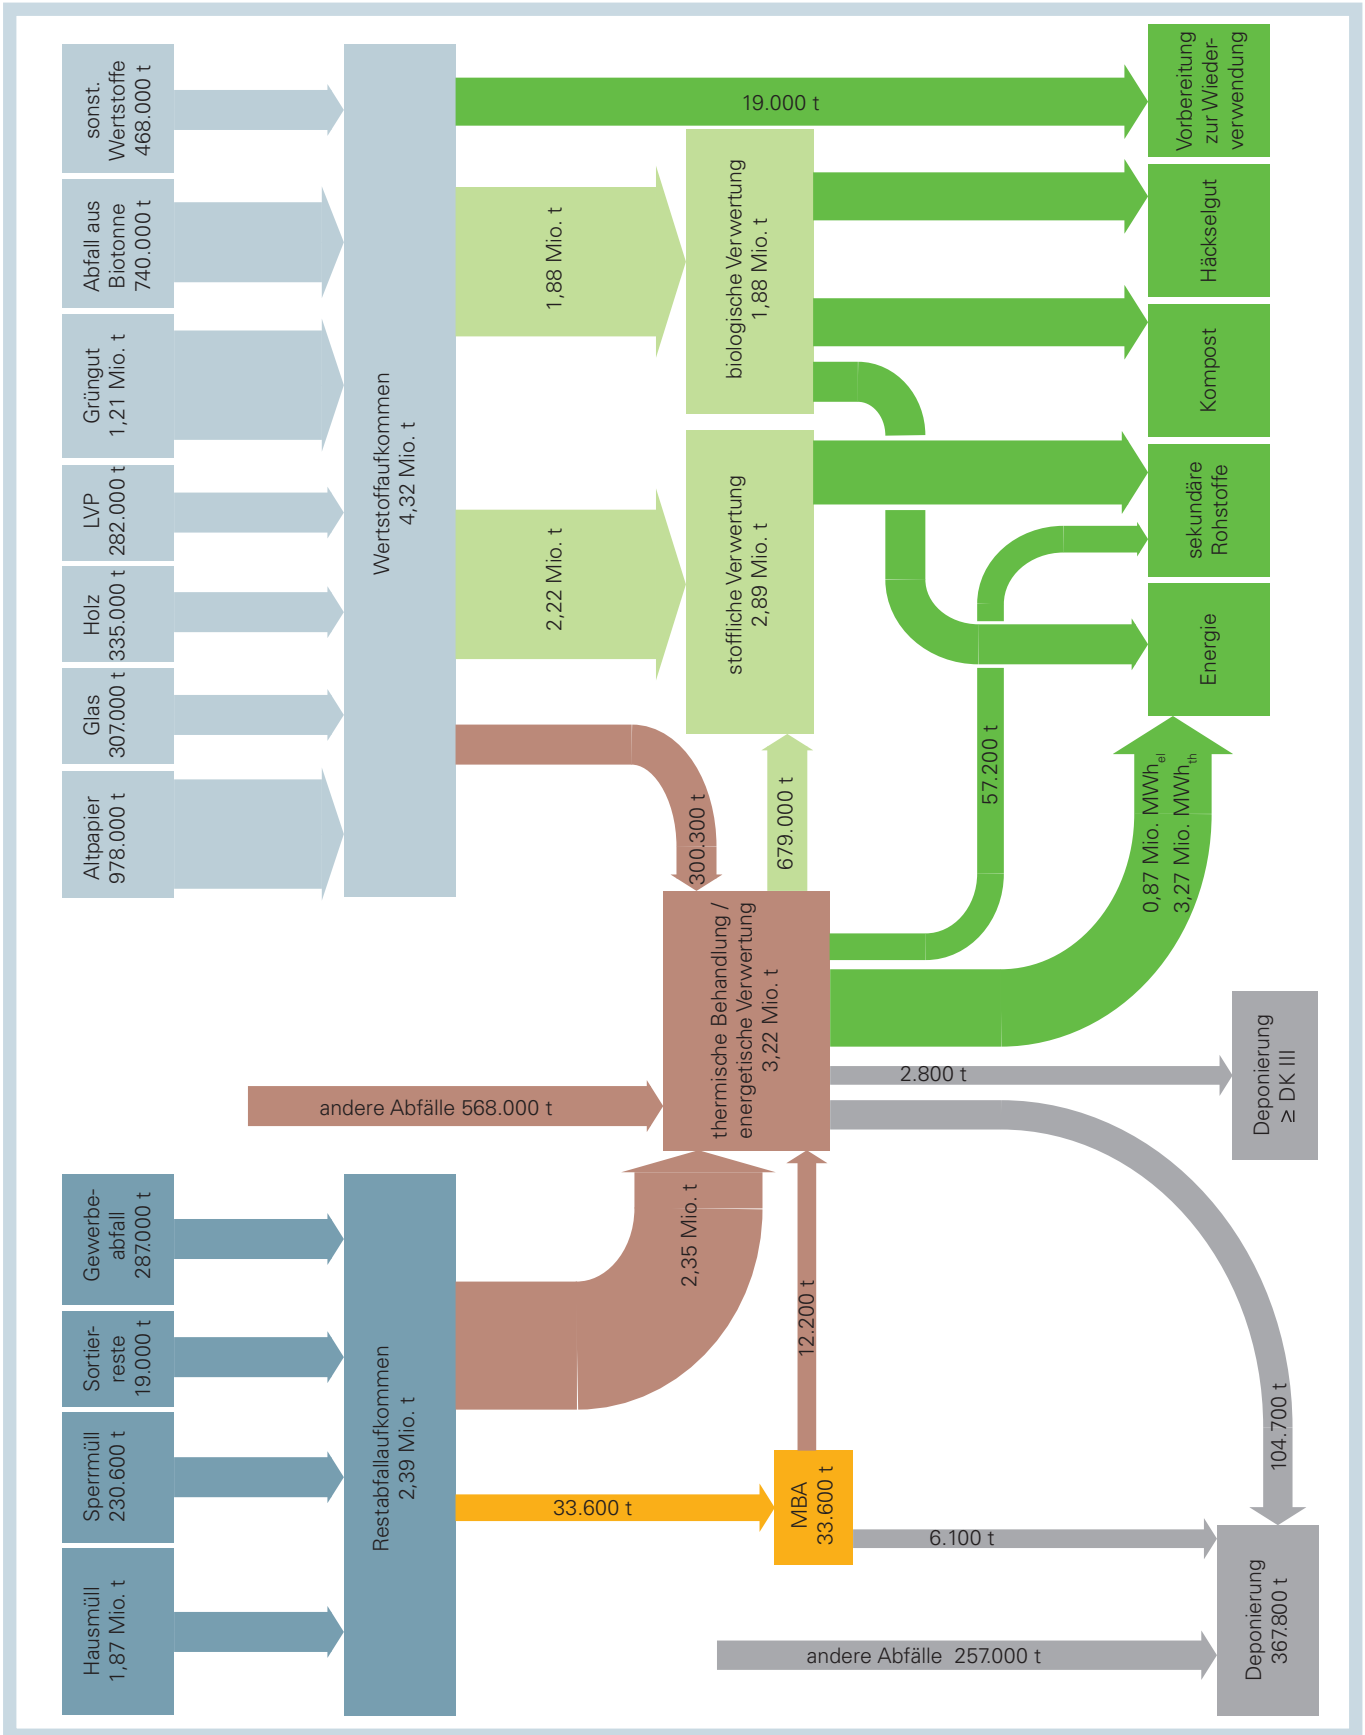 Hausmüll
1,87 Mio. t
Sperrmüll
230.600 t
Sortier-
reste
19.000 t
Gewerbe-
abfall
287.000 t
Altpapier
978.000 t
Glas
307.000 t
Holz
335.000 t
LVP
282.000 t
Grüngut
1,21 Mio. t
Abfall aus
Biotonne
740.000 t
sonst.
Wertstoffe
468.000 t
Restabfallaufkommen
2,39 Mio. t
Wertstoffaufkommen
4,32 Mio. t
33.600 t
2,35 Mio. t
andere Abfälle 568.000 t
300.300 t
2,22 Mio. t
1,88 Mio. t
19.000 t
MBA
33.600 t
12.200 t
thermische Behandlung /
energetische Verwertung
3,22 Mio. t
679.000 t
stoffliche Verwertung
2,89 Mio. t
biologische Verwertung
1,88 Mio. t
andere Abfälle 257.000 t
6.100 t
104.700 t
2.800 t
57.200 t
0,87 Mio. MWhel
3,27 Mio. MWhth
Deponierung
367.800 t
Deponierung
≥ DK III
Energie
sekundäre
Rohstoffe
Kompost
Häckselgut
Vorbereitung
zur Wieder-
verwendung